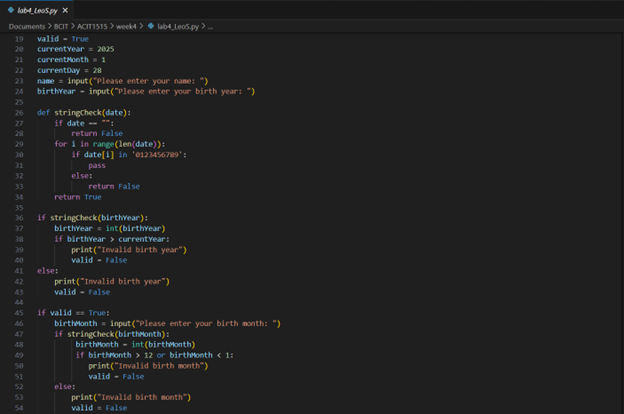 lab4_LeoS.py ×
Documents > BCIT > ACIT1515 > week4 > lab4_LeoS.py > ...
19 valid = True
20 currentYear = 2025
21 currentMonth = 1
22 currentDay = 28
23 name = input("Please enter your name: ")
24 birthYear = input("Please enter your birth year: ")
25
26 def stringCheck(date):
27     if date == "":
28         return False
29     for i in range(len(date)):
30         if date[i] in '0123456789':
31             pass
32         else:
33             return False
34     return True
35
36 if stringCheck(birthYear):
37     birthYear = int(birthYear)
38     if birthYear > currentYear:
39         print("Invalid birth year")
40         valid = False
41 else:
42     print("Invalid birth year")
43     valid = False
44
45 if valid == True:
46     birthMonth = input("Please enter your birth month: ")
47     if stringCheck(birthMonth):
48          birthMonth = int(birthMonth)
49          if birthMonth > 12 or birthMonth < 1:
50             print("Invalid birth month")
51             valid = False
52     else:
53         print("Invalid birth month")
54         valid = False